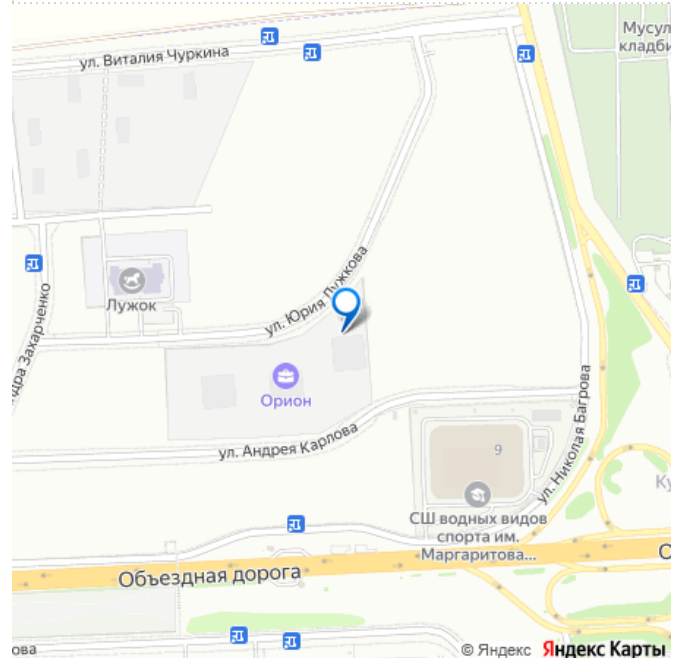 Мусул
кладби
ул. Виталия Чуркина
ул. Юрия Лужкова
Лужок
дра Захарченко
Орион
ул. Андрея Карлова
9
ул. Николая Багрова
Ку
СШ водных видов
спорта им.
Маргаритова...
Объездная дорога
О
ова
© Яндекс Яндекс Карты